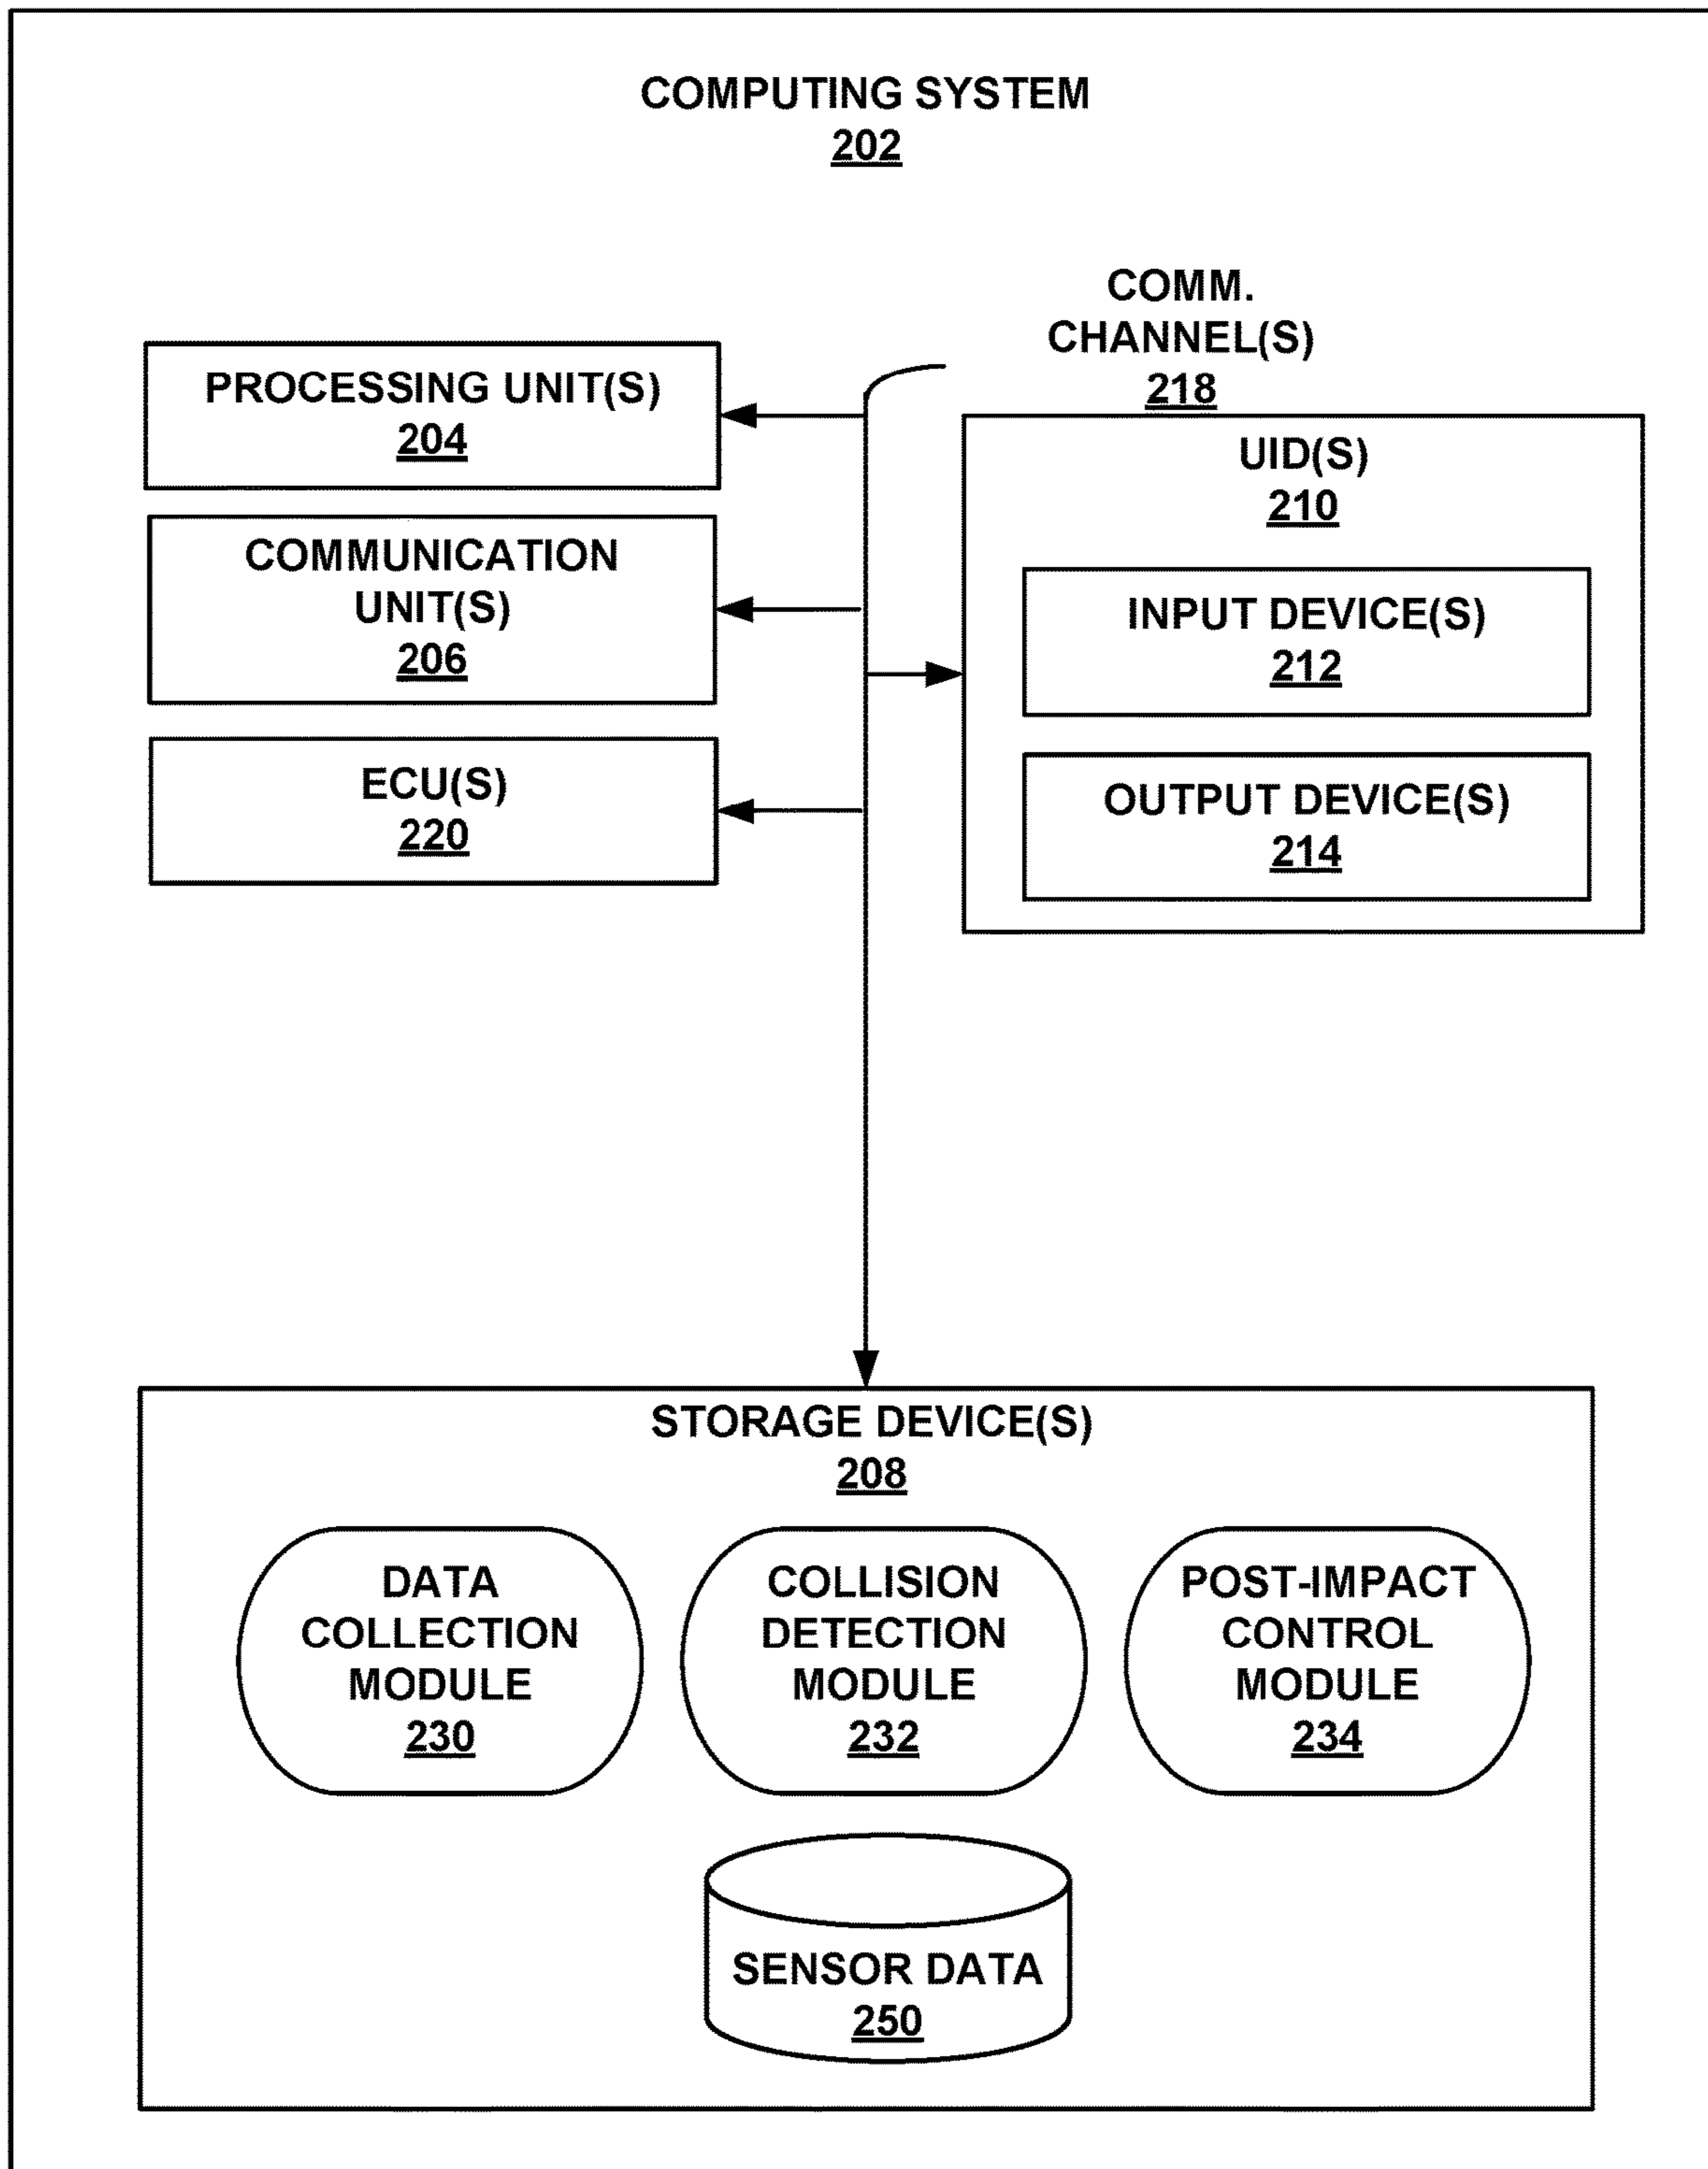 COMPUTING SYSTEM
202
COMM.
CHANNEL(S)
218
PROCESSING UNIT(S)
204
COMMUNICATION
UNIT(S)
206
ECU(S)
220
UID(S)
210
INPUT DEVICE(S)
212
OUTPUT DEVICE(S)
214
STORAGE DEVICE(S)
208
DATA
COLLECTION
MODULE
230
COLLISION
DETECTION
MODULE
232
POST-IMPACT
CONTROL
MODULE
234
SENSOR DATA
250